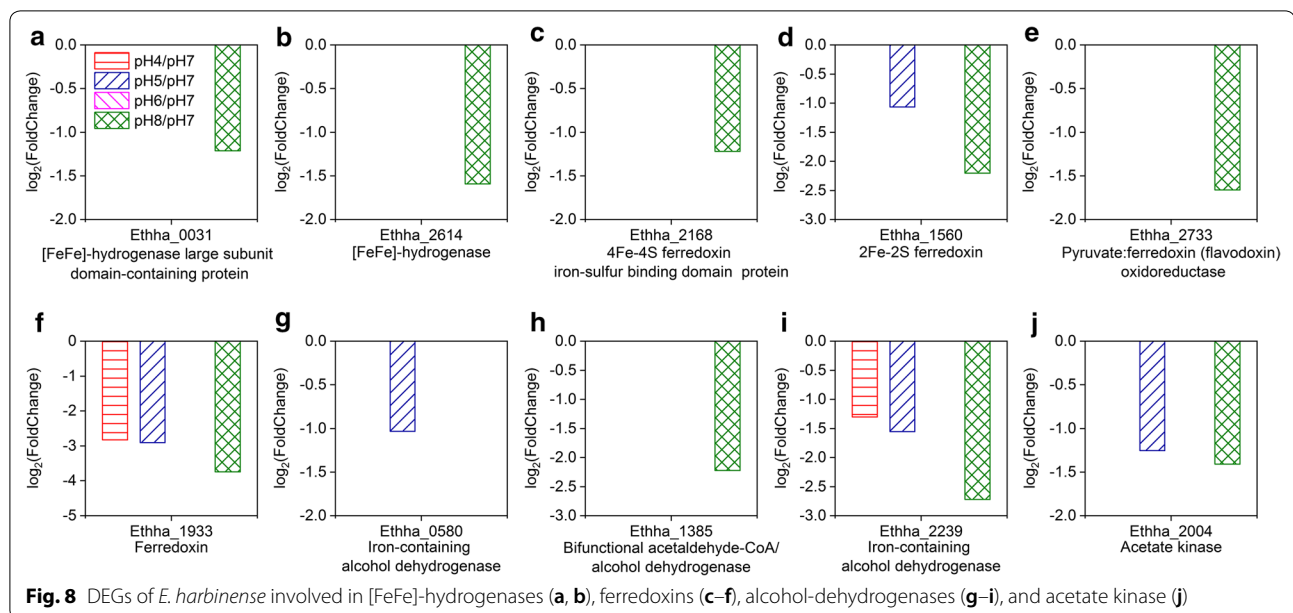 a
0.0
-0.5
-1.0
-1.5
-2.0
log2(FoldChange)
pH4/pH7
pH5/pH7
pH6/pH7
pH8/pH7
Ethha_0031
[FeFe]-hydrogenase large subunit
domain-containing protein
b
0.0
-0.5
-1.0
-1.5
-2.0
log2(FoldChange)
Ethha_2614
[FeFe]-hydrogenase
c
0.0
-0.5
-1.0
-1.5
-2.0
log2(FoldChange)
Ethha_2168
4Fe-4S ferredoxin
iron-sulfur binding domain protein
d
0.0
-0.5
-1.0
-1.5
-2.0
-2.5
-3.0
log2(FoldChange)
Ethha_1560
2Fe-2S ferredoxin
e
0.0
-0.5
-1.0
-1.5
-2.0
log2(FoldChange)
Ethha_2733
Pyruvate:ferredoxin (flavodoxin)
oxidoreductase
f
0
-1
-2
-3
-4
-5
log2(FoldChange)
Ethha_1933
Ferredoxin
g
0.0
-0.5
-1.0
-1.5
-2.0
log2(FoldChange)
Ethha_0580
Iron-containing
alcohol dehydrogenase
h
0.0
-0.5
-1.0
-1.5
-2.0
-2.5
-3.0
log2(FoldChange)
Ethha_1385
Bifunctional acetaldehyde-CoA/
alcohol dehydrogenase
i
0.0
-0.5
-1.0
-1.5
-2.0
-2.5
-3.0
log2(FoldChange)
Ethha_2239
Iron-containing
alcohol dehydrogenase
j
0.0
-0.5
-1.0
-1.5
-2.0
log2(FoldChange)
Ethha_2004
Acetate kinase
Fig. 8 DEGs of E. harbinense involved in [FeFe]-hydrogenases (a, b), ferredoxins (c–f), alcohol-dehydrogenases (g–i), and acetate kinase (j)